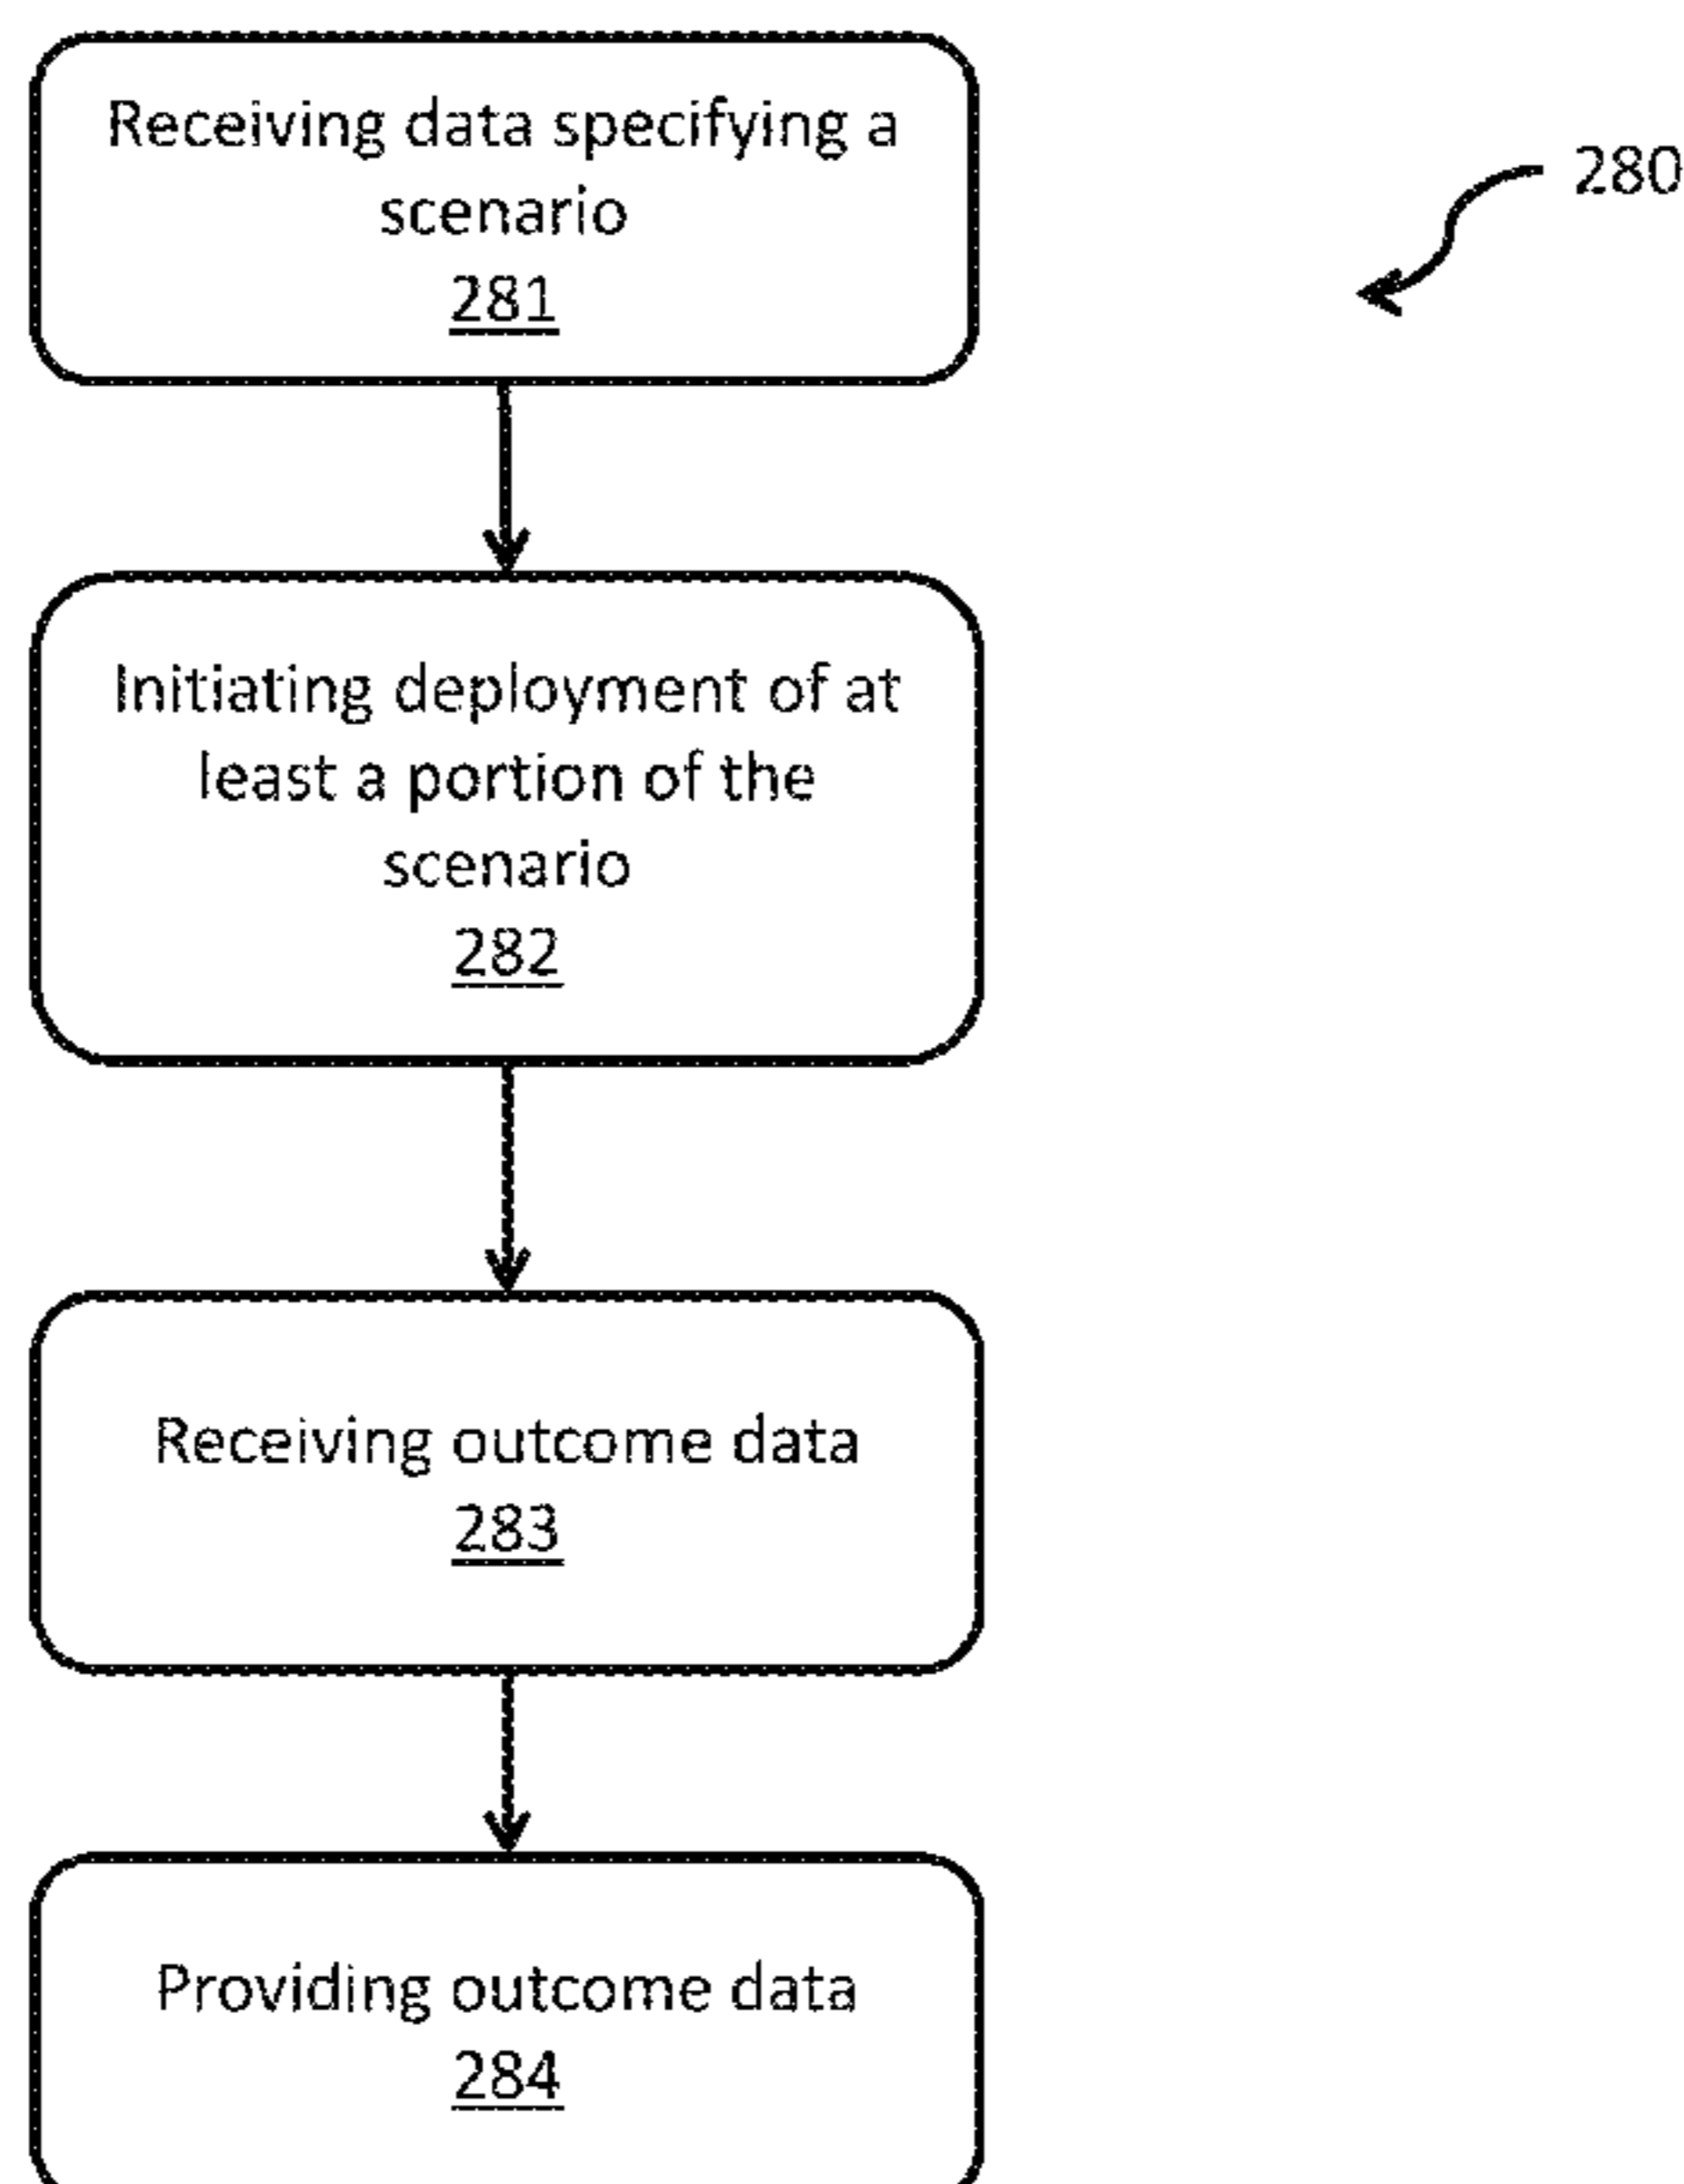 Receiving data specifying a
scenario
281
280
Initiating deployment of at
least a portion of the
scenario
282
Receiving outcome data
283
Providing outcome data
284